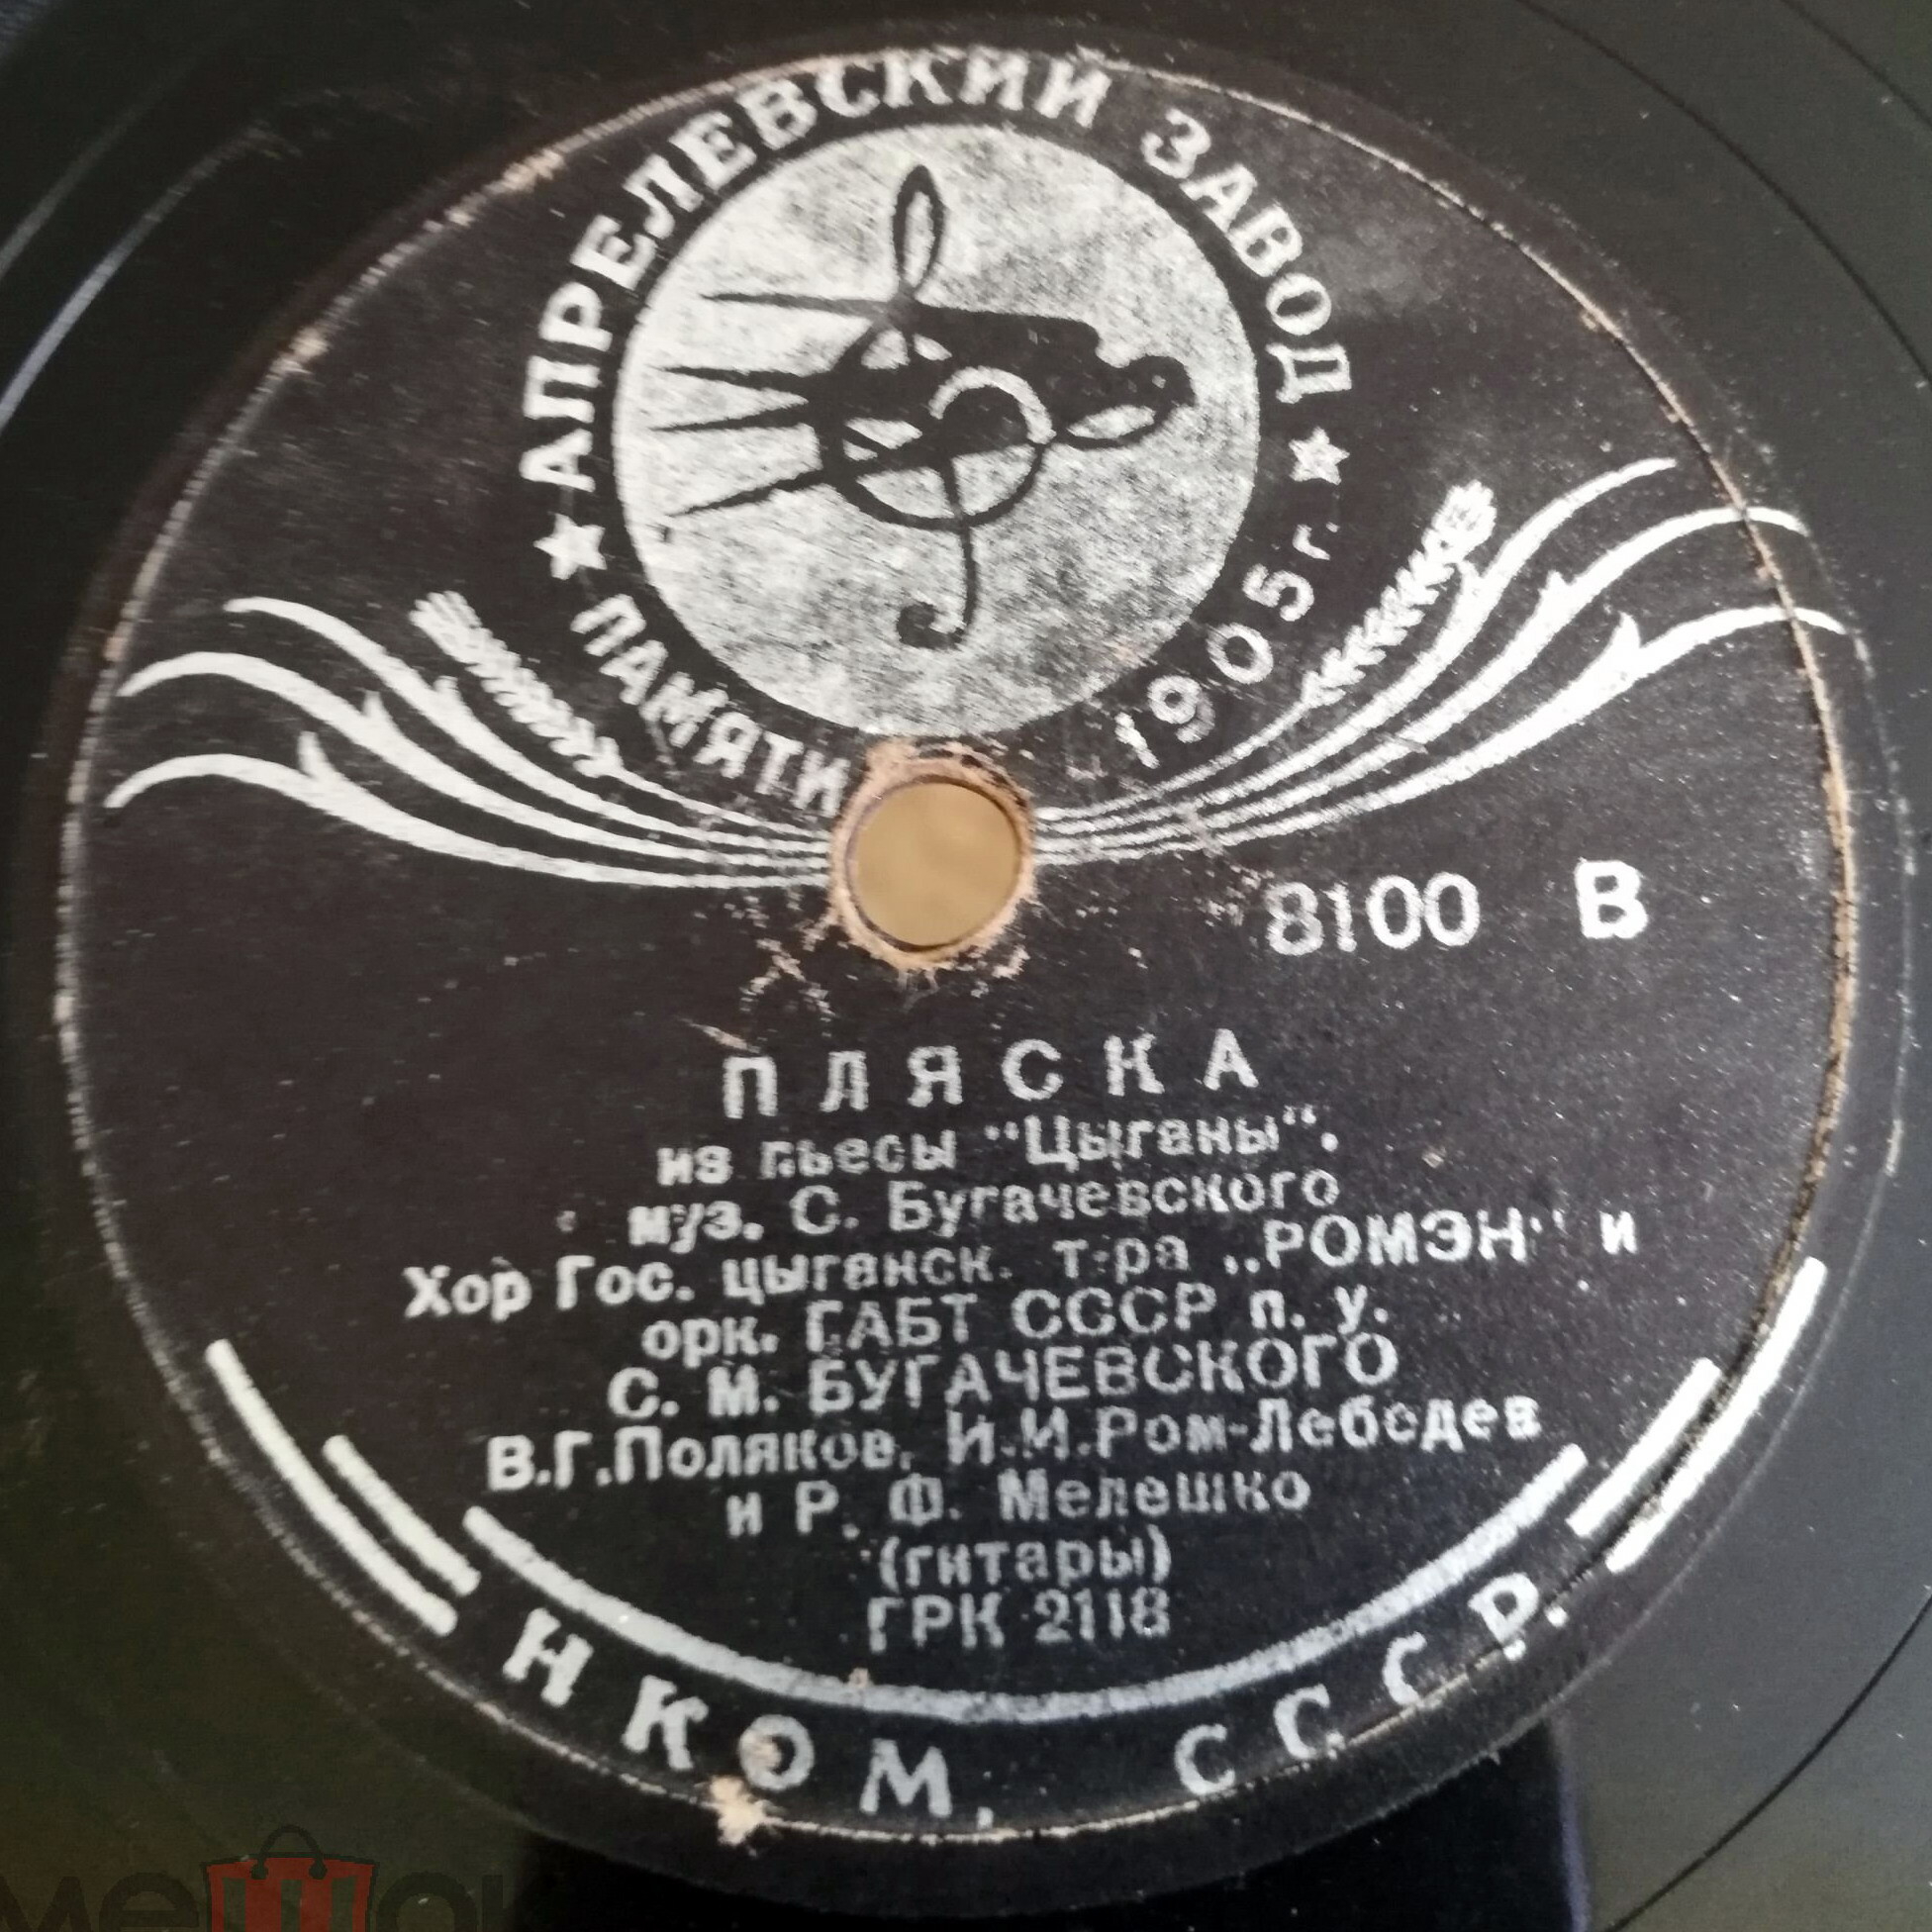 ★ АПРЕЛЕВСКИЙ ЗАВОД ★
ПАМЯТИ 1905 г.
8100 В
ПЛЯСКА
из пьесы "Цыганы".
муз. С. Бугачевского
Хор Гос. цыганск. т-ра „РОМЭН" и
орк. ГАБТ СССР п. у.
С. М. БУГАЧЕВСКОГО
В.Г.Поляков, И.И.Ром-Лебедев
и Р. Ф. Мелешко
(гитары)
ГРК 2118
НКОМ. СССР.